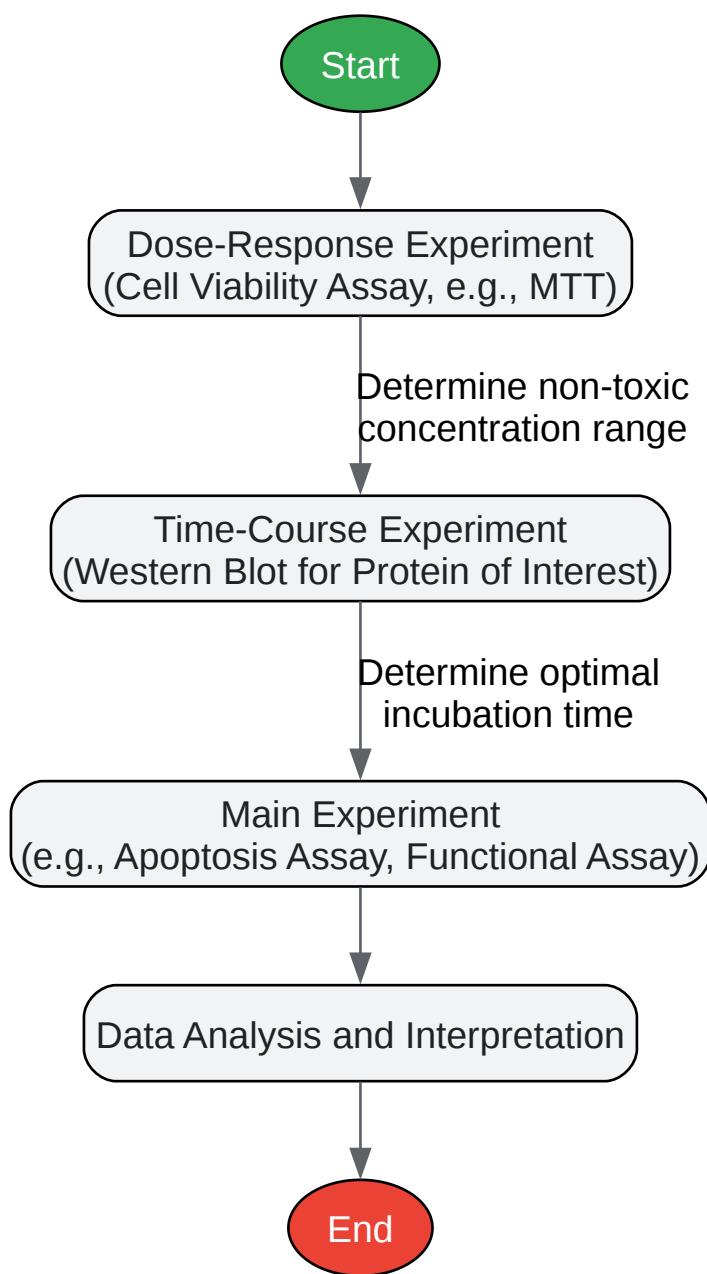 Start
Dose-Response Experiment
(Cell Viability Assay, e.g., MTT)
Determine non-toxic
concentration range
Time-Course Experiment
(Western Blot for Protein of Interest)
Determine optimal
incubation time
Main Experiment
(e.g., Apoptosis Assay, Functional Assay)
Data Analysis and Interpretation
End